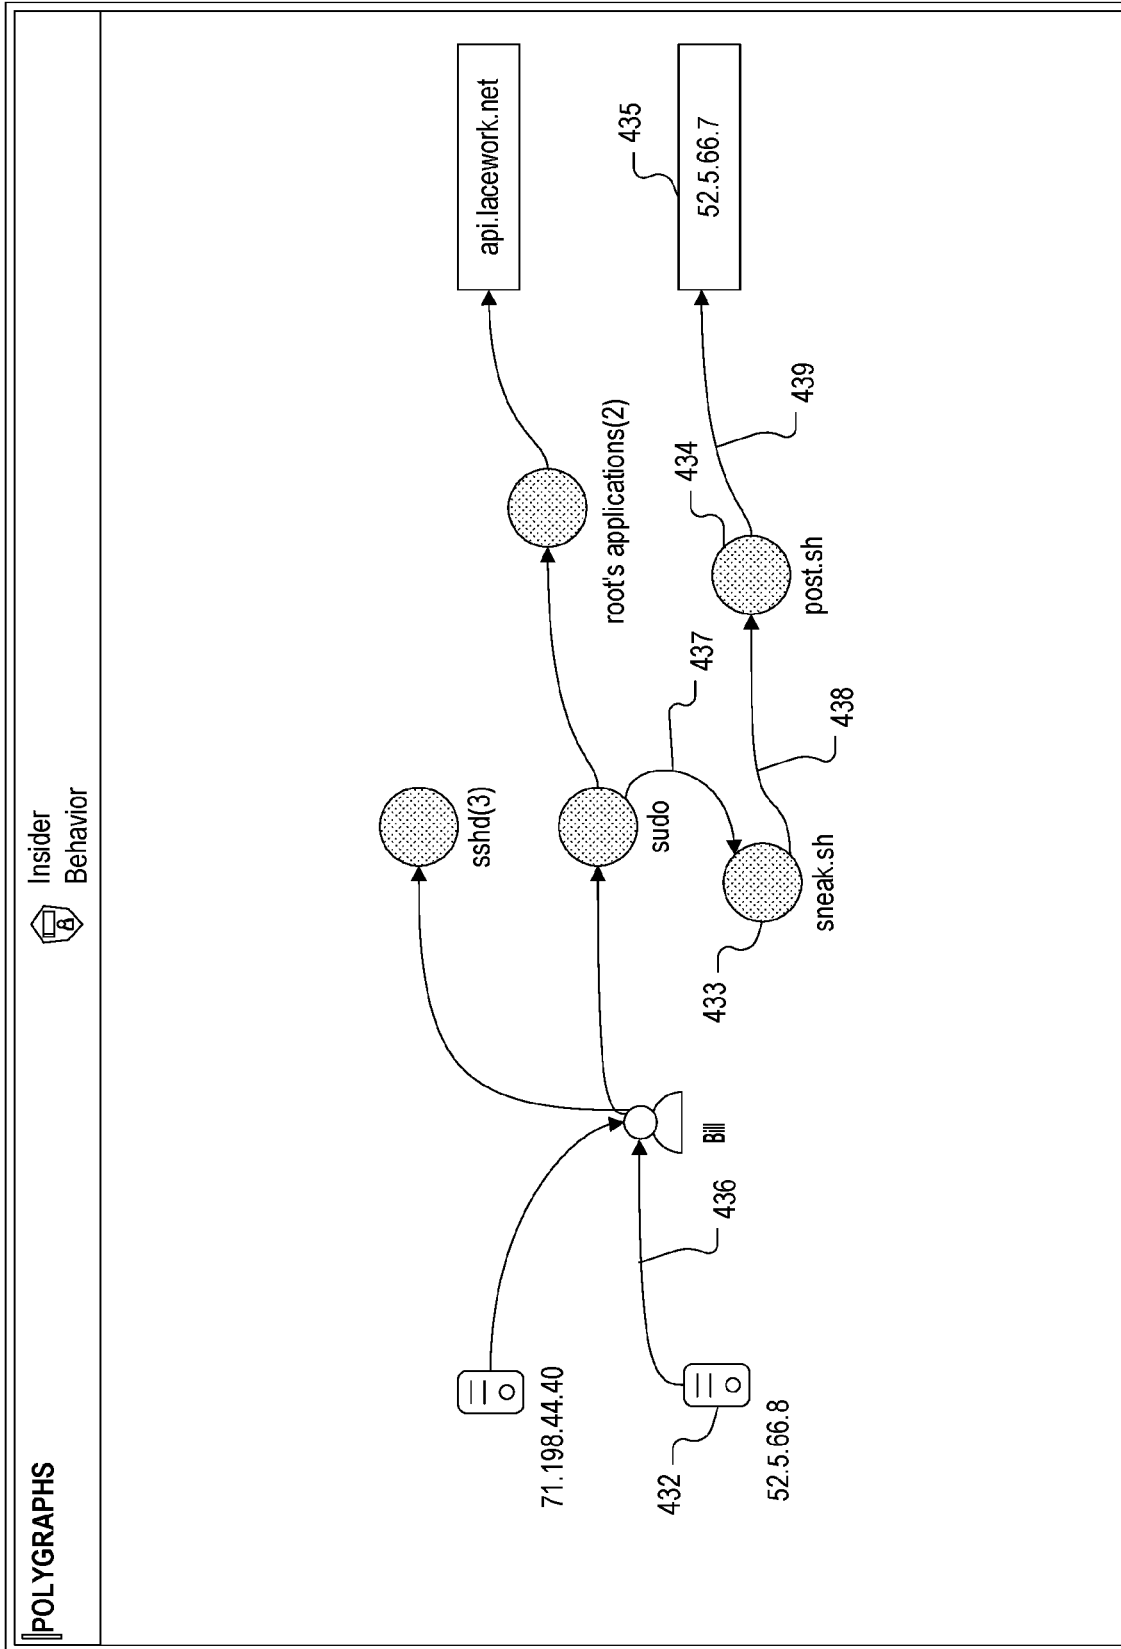 POLYGRAPHS
Insider
Behavior
71.198.44.40
432
52.5.66.8
436
Bill
sshd(3)
sudo
433
sneak.sh
437
438
root's applications(2)
434
post.sh
439
api.lacework.net
435
52.5.66.7